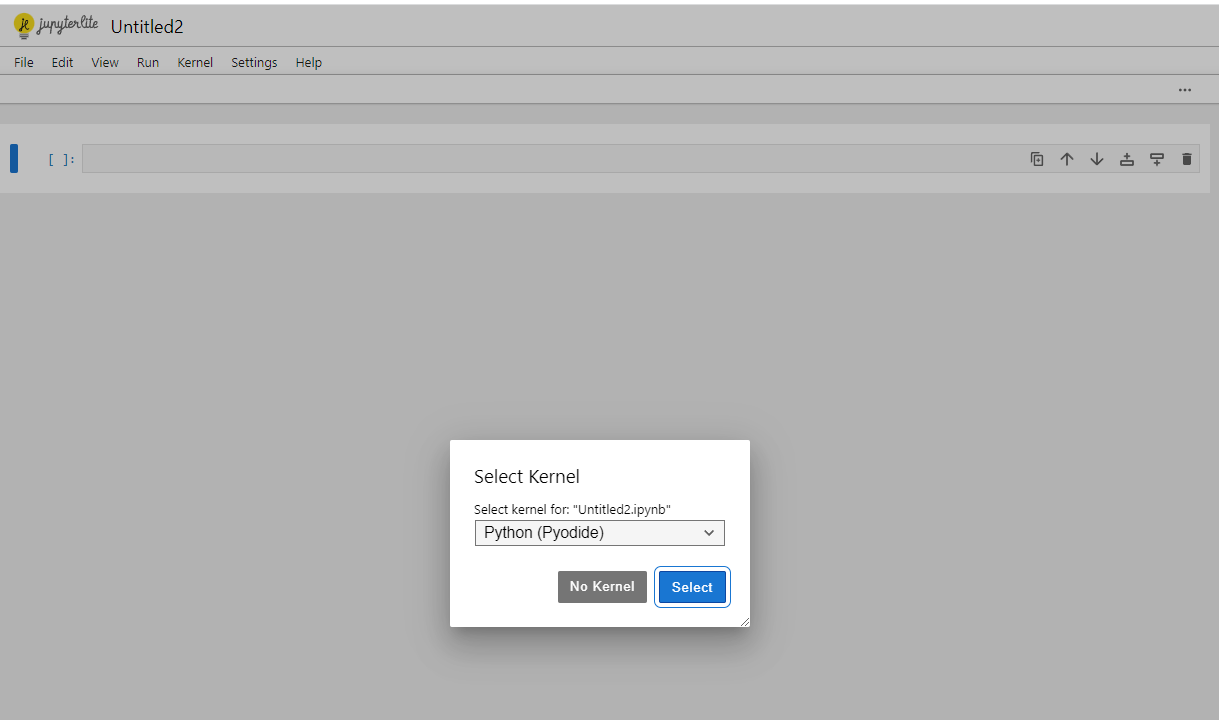 jupyterlite Untitled2
File Edit View Run Kernel Settings Help
[ ]:
Select Kernel
Select kernel for: "Untitled2.ipynb"
Python (Pyodide)
No Kernel Select